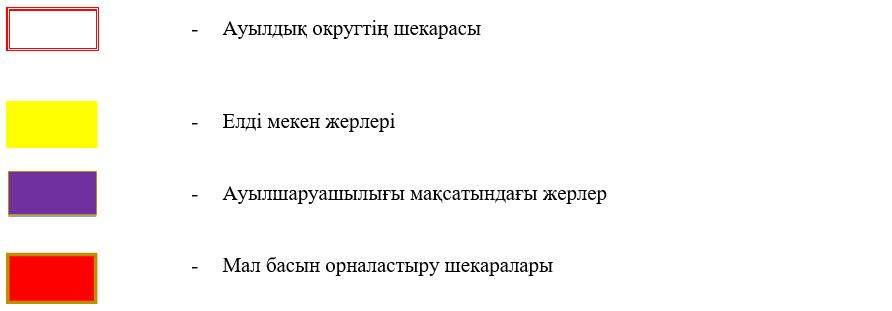 - Ауылдық округтің шекарасы
- Елді мекен жерлері
- Ауылшаруашылығы мақсатындағы жерлер
- Мал басын орналастыру шекаралары